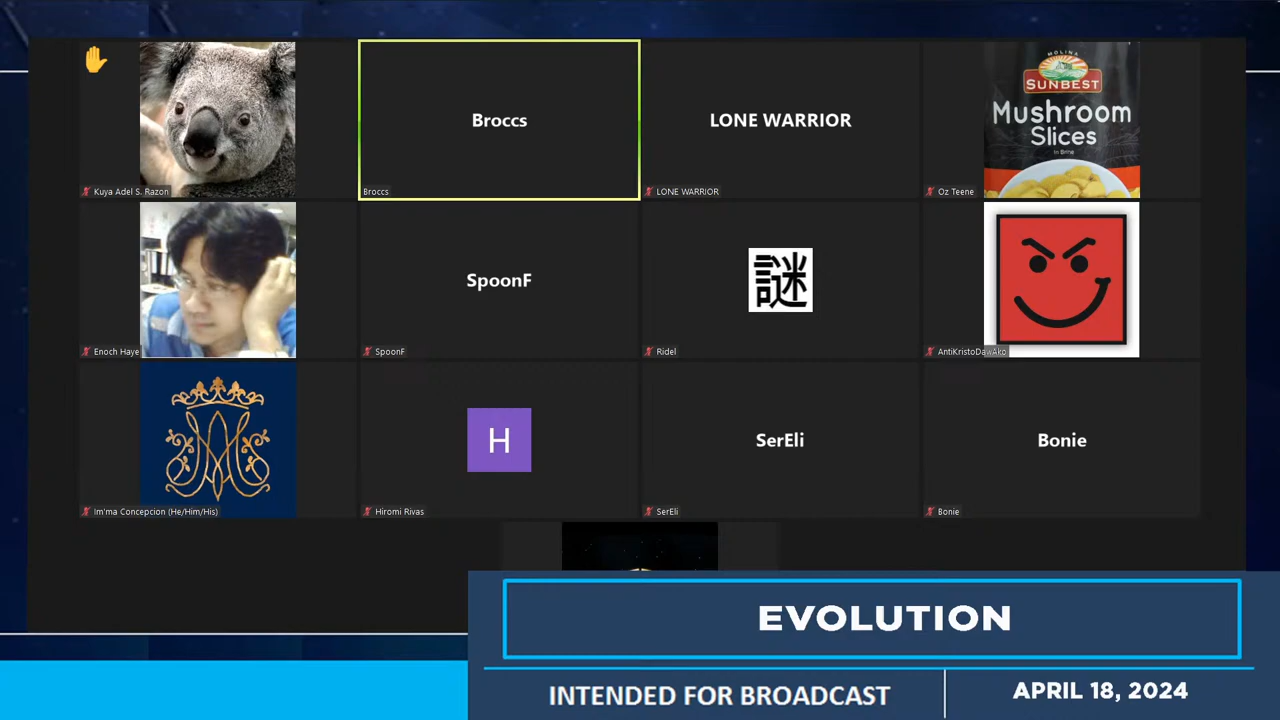 Kuya Adel S. Razon
Broccs
Broccs
LONE WARRIOR
LONE WARRIOR
MOLINA
SUNBEST
Mushroom
Slices
in Brine
Oz Teene
Enoch Haye
SpoonF
SpoonF
謎
Ridel
AntiKristoDawAko
Im'ma Concepcion (He/Him/His)
H
Hiromi Rivas
SerEli
SerEli
Bonie
Bonie
EVOLUTION
INTENDED FOR BROADCAST
APRIL 18, 2024